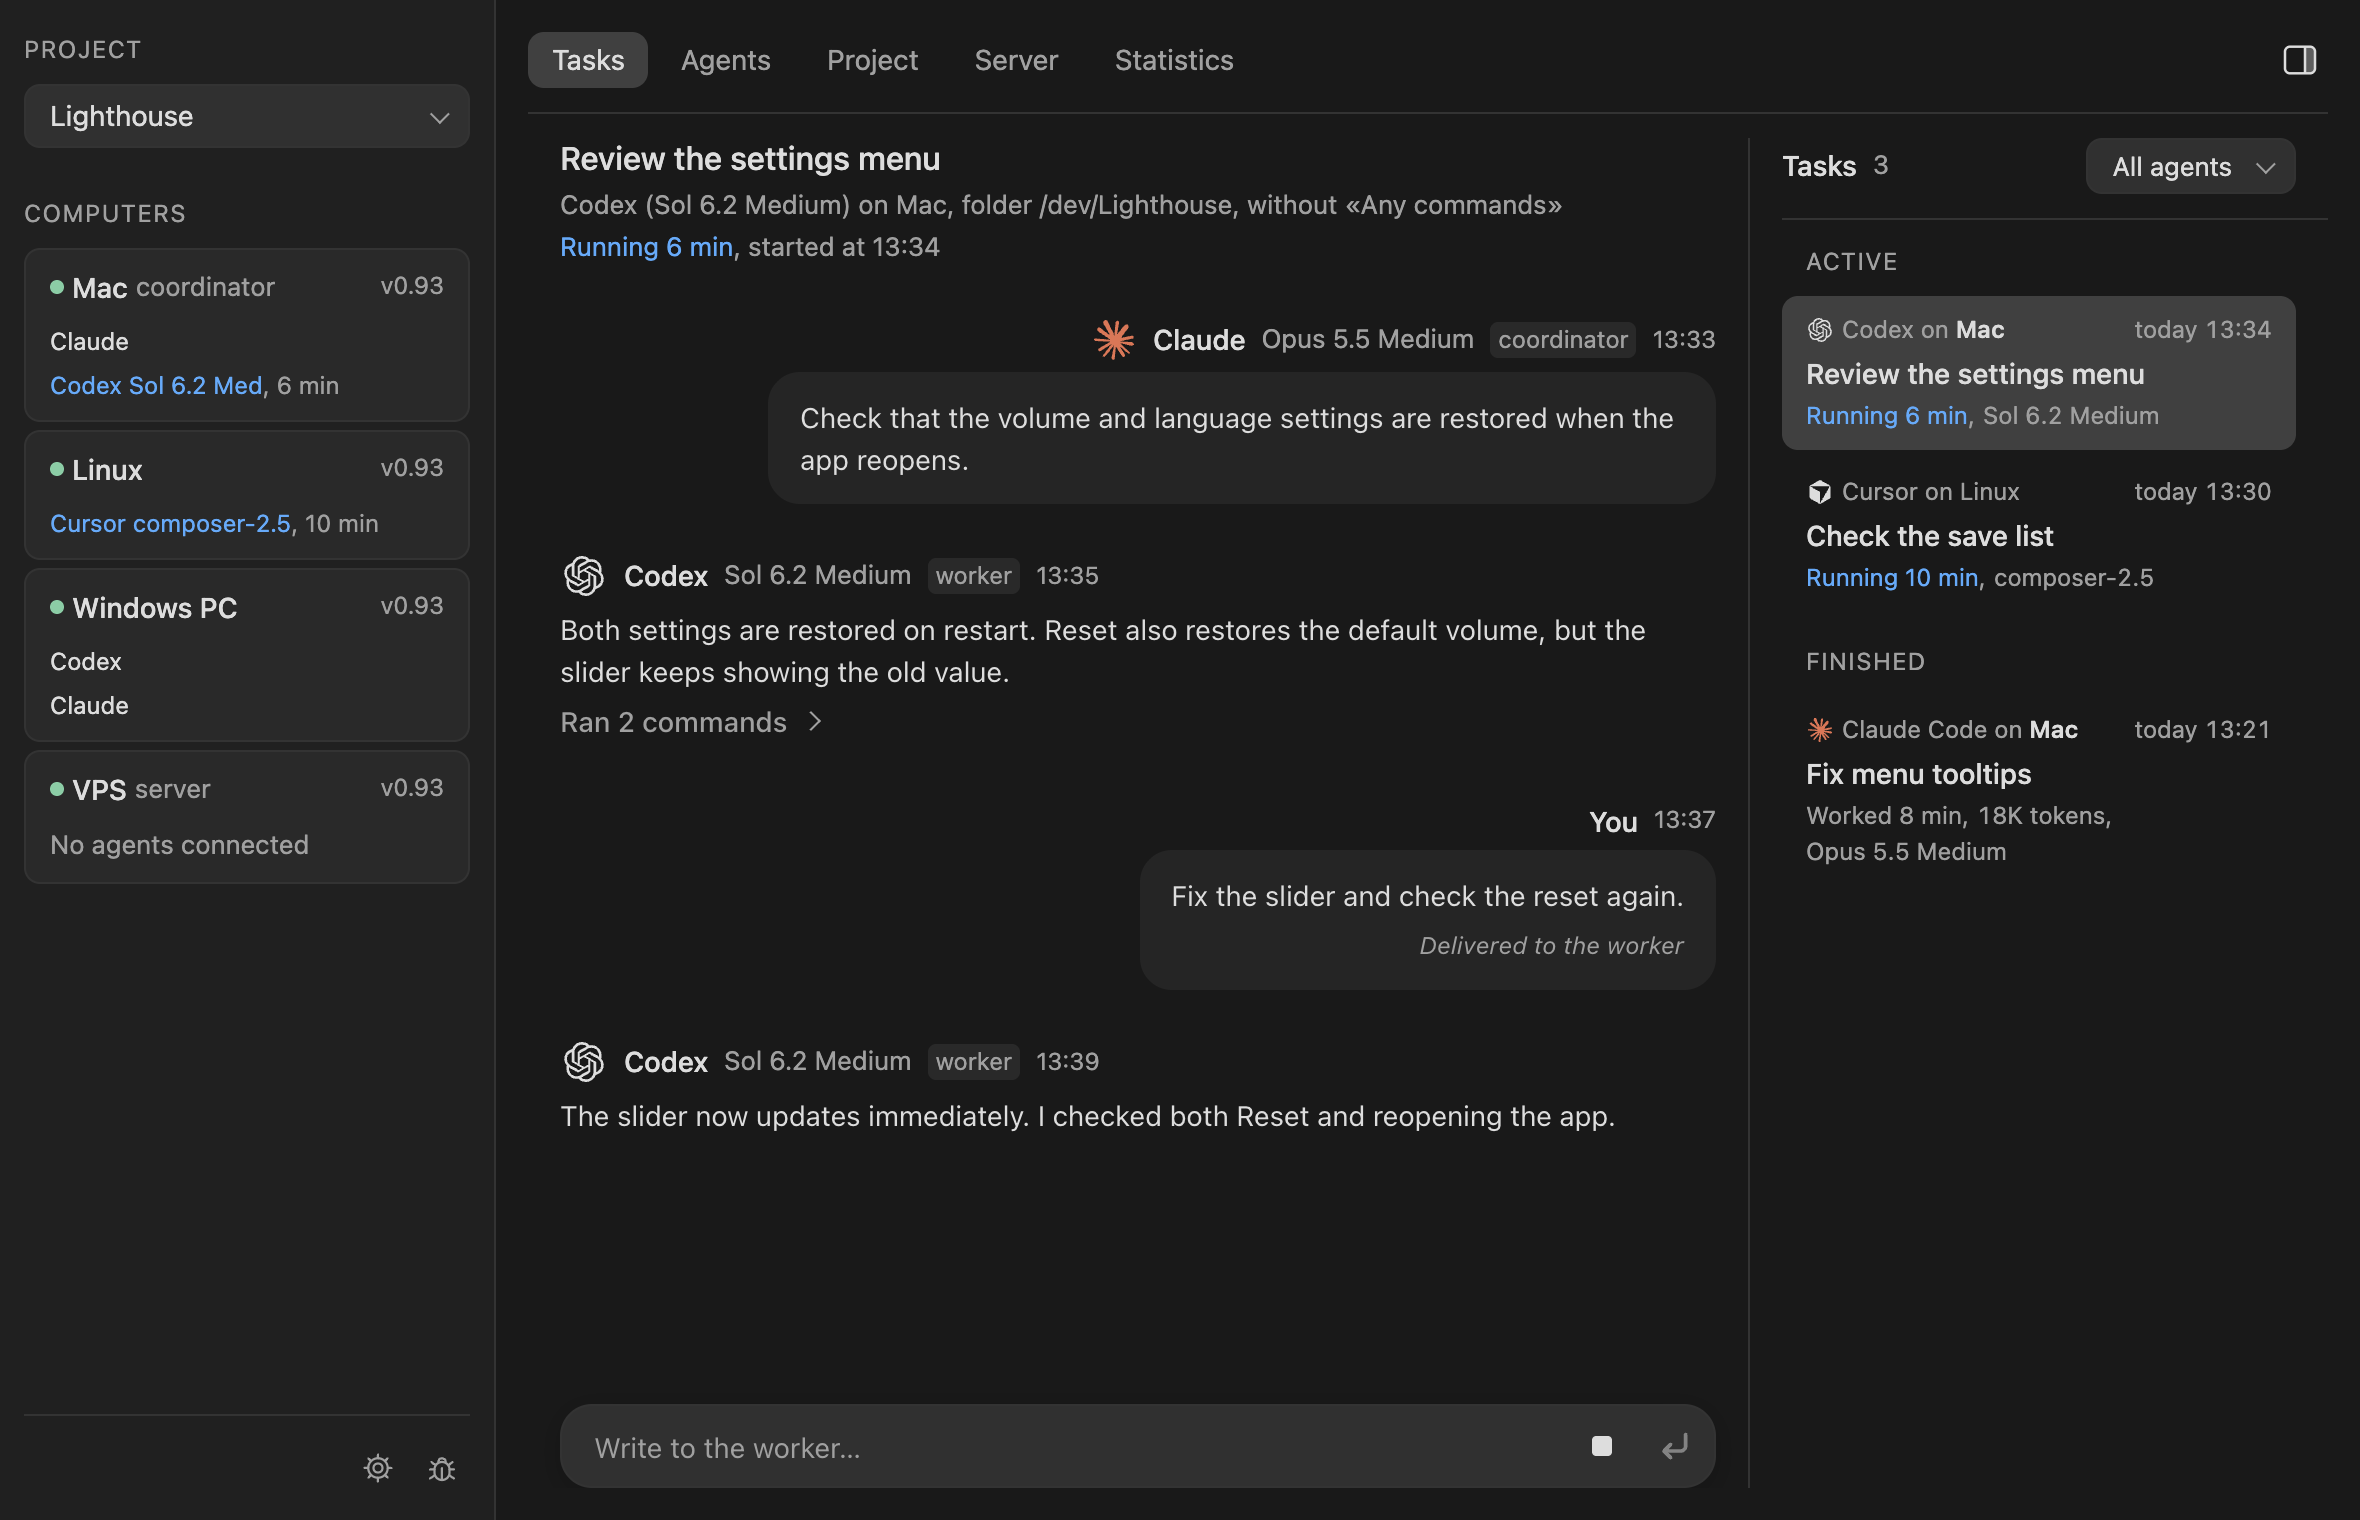 PROJECT
Lighthouse
COMPUTERS
Mac coordinator v0.93
Claude
Codex Sol 6.2 Med, 6 min
Linux v0.93
Cursor composer-2.5, 10 min
Windows PC v0.93
Codex
Claude
VPS server v0.93
No agents connected
Tasks Agents Project Server Statistics
Review the settings menu
Codex (Sol 6.2 Medium) on Mac, folder /dev/Lighthouse, without «Any commands»
Running 6 min, started at 13:34
Claude Opus 5.5 Medium coordinator 13:33
Check that the volume and language settings are restored when the
app reopens.
Codex Sol 6.2 Medium worker 13:35
Both settings are restored on restart. Reset also restores the default volume, but the
slider keeps showing the old value.
Ran 2 commands
You 13:37
Fix the slider and check the reset again.
Delivered to the worker
Codex Sol 6.2 Medium worker 13:39
The slider now updates immediately. I checked both Reset and reopening the app.
Write to the worker...
Tasks 3 All agents
ACTIVE
Codex on Mac today 13:34
Review the settings menu
Running 6 min, Sol 6.2 Medium
Cursor on Linux today 13:30
Check the save list
Running 10 min, composer-2.5
FINISHED
Claude Code on Mac today 13:21
Fix menu tooltips
Worked 8 min, 18K tokens,
Opus 5.5 Medium